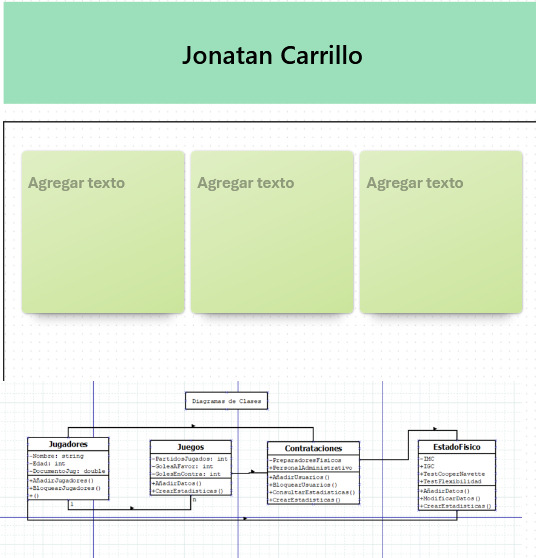 Jonatan Carrillo
Agregar texto
Agregar texto
Agregar texto
Diagramas de Clases
Jugadores
-Nombre: string
-Edad: int
-DocumentoJug: double
+AñadirJugadores()
+BloquearJugadores()
+()
Juegos
-PartidosJugados: int
-GolesAFavor: int
-GolesEnContra: int
+AñadirDatos()
+CrearEstadisticas()
Contrataciones
-PreparadoresFisicos
+PersonalAdministrativo
+AñadirUsuarios()
+BloquearUsuarios()
+ConsultarEstadisticas()
+CrearEstadisticas()
EstadoFisico
-IMC
+IGC
+TestCooperNavette
+TestFlexibilidad
+AñadirDatos()
+ModificarDatos()
+CrearEstadisticas()
1
n